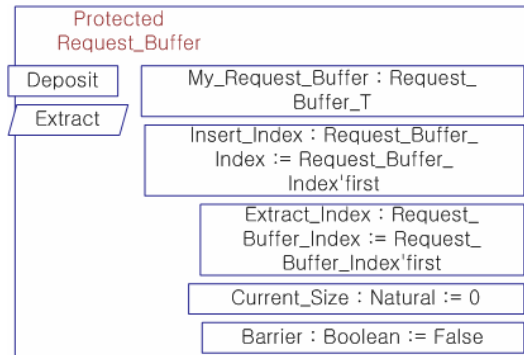 Protected
Request_Buffer
Deposit
Extract
My_Request_Buffer : Request_
Buffer_T
Insert_Index : Request_Buffer_
Index := Request_Buffer_
Index'first
Extract_Index : Request_
Buffer_Index := Request_
Buffer_Index'first
Current_Size : Natural := 0
Barrier : Boolean := False